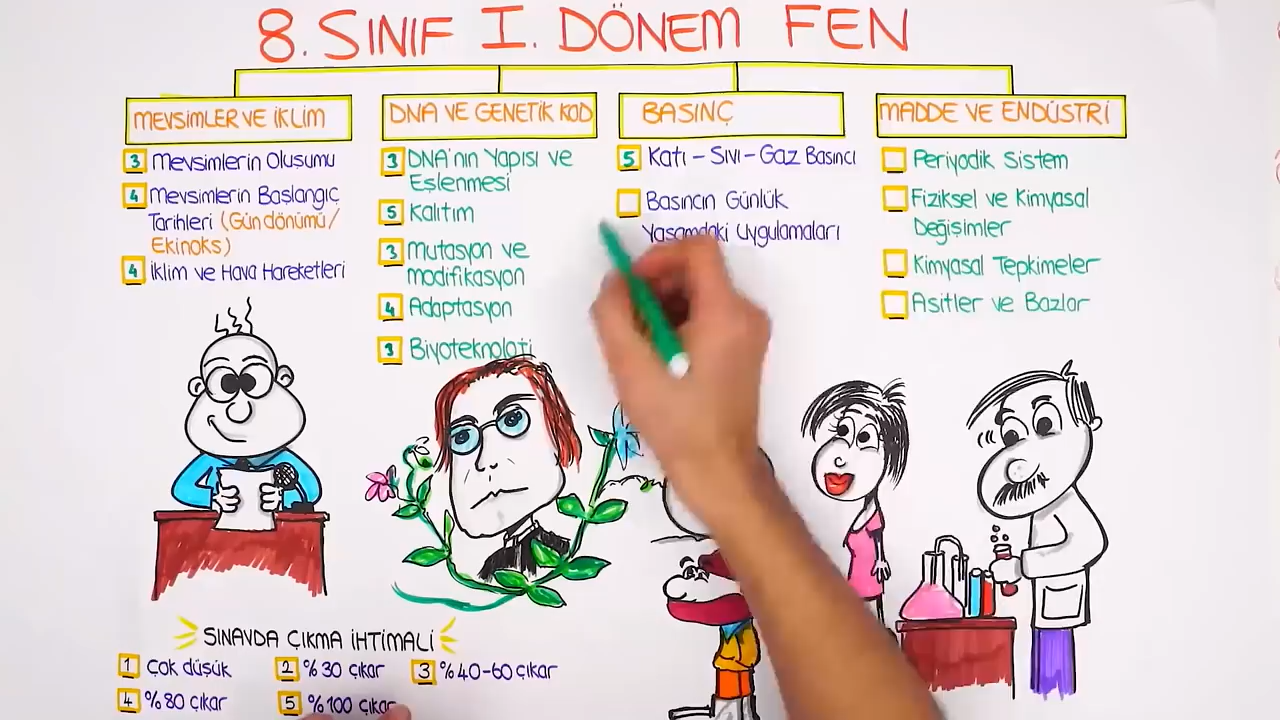 8. SINIF I. DÖNEM FEN
MEVSİMLER VE İKLİM
3 Mevsimlerin Oluşumu
4 Mevsimlerin Başlangıç
Tarihleri (Gün dönümü/
Ekinoks)
4 İklim ve Hava Hareketleri
DNA VE GENETİK KOD
3 DNA'nın Yapısı ve
Eşlenmesi
5 Kalıtım
3 Mutasyon ve
modifikasyon
4 Adaptasyon
3 Biyoteknoloji
BASINÇ
5 Katı - Sıvı - Gaz Basıncı
Basıncın Günlük
Yaşamdaki Uygulamaları
MADDE VE ENDÜSTRİ
Periyodik Sistem
Fiziksel ve Kimyasal
Değişimler
Kimyasal Tepkimeler
Asitler ve Bazlar
SINAVDA ÇIKMA İHTİMALİ
1 Çok düşük 2 %30 çıkar 3 %40-60 çıkar
4 %80 çıkar 5 %100 çıkar